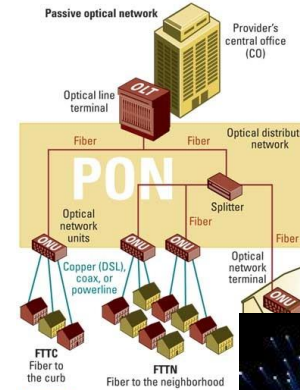 Passive optical network
Provider's
central office
(CO)
OLT
Optical line
terminal
Fiber
Fiber
Optical distribut
network
PON
Splitter
Optical
network
units
Fiber
Fiber
ONU
ONU
ONU
Optical
network
terminal
ONU
Copper (DSL),
coax, or
powerline
FTTC
Fiber to
the curb
FTTN
Fiber to the neighborhood